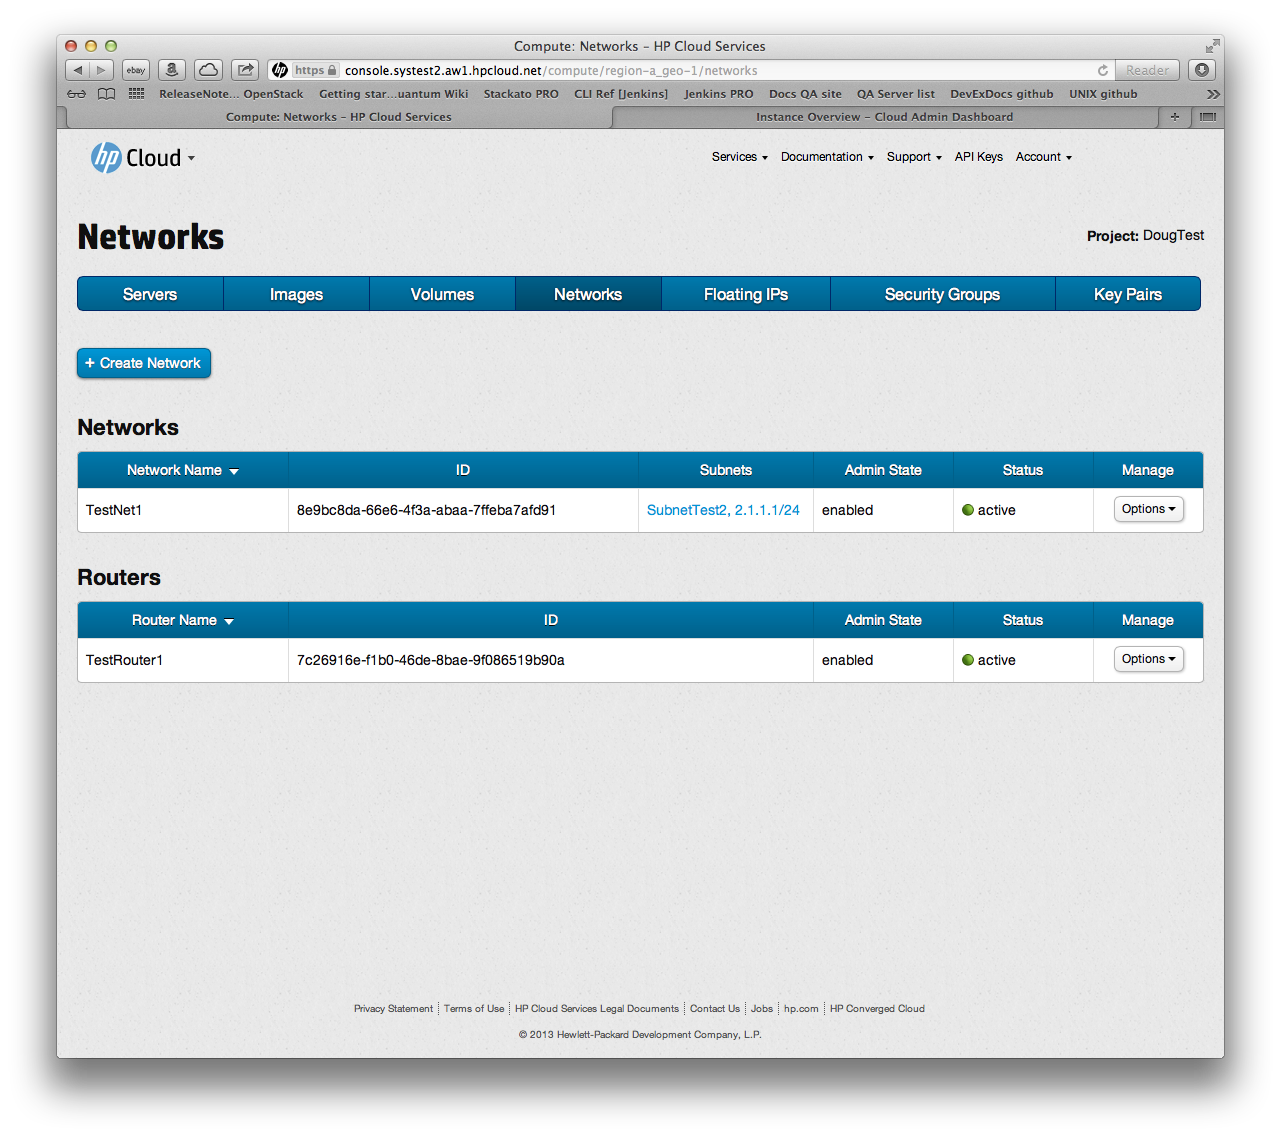 Compute: Networks – HP Cloud Services
ebay a https console.systest2.aw1.hpcloud.net/compute/region-a_geo-1/networks Reader
ReleaseNote... OpenStack Getting star...uantum Wiki Stackato PRO CLI Ref [Jenkins] Jenkins PRO Docs QA site QA Server list DevExDocs github UNIX github
Compute: Networks – HP Cloud Services Instance Overview – Cloud Admin Dashboard
hp Cloud Services Documentation Support API Keys Account
Networks Project: DougTest
Servers Images Volumes Networks Floating IPs Security Groups Key Pairs
+ Create Network
Networks
Network Name ID Subnets Admin State Status Manage
TestNet1 8e9bc8da-66e6-4f3a-abaa-7ffeba7afd91 SubnetTest2, 2.1.1.1/24 enabled active Options
Routers
Router Name ID Admin State Status Manage
TestRouter1 7c26916e-f1b0-46de-8bae-9f086519b90a enabled active Options
Privacy Statement Terms of Use HP Cloud Services Legal Documents Contact Us Jobs hp.com HP Converged Cloud
© 2013 Hewlett-Packard Development Company, L.P.